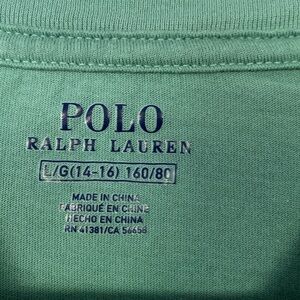 POLO
RALPH LAUREN
L/G(14-16) 160/80
MADE IN CHINA
FABRIQUÉ EN CHINE
HECHO EN CHINA
RN 41381/CA 56658